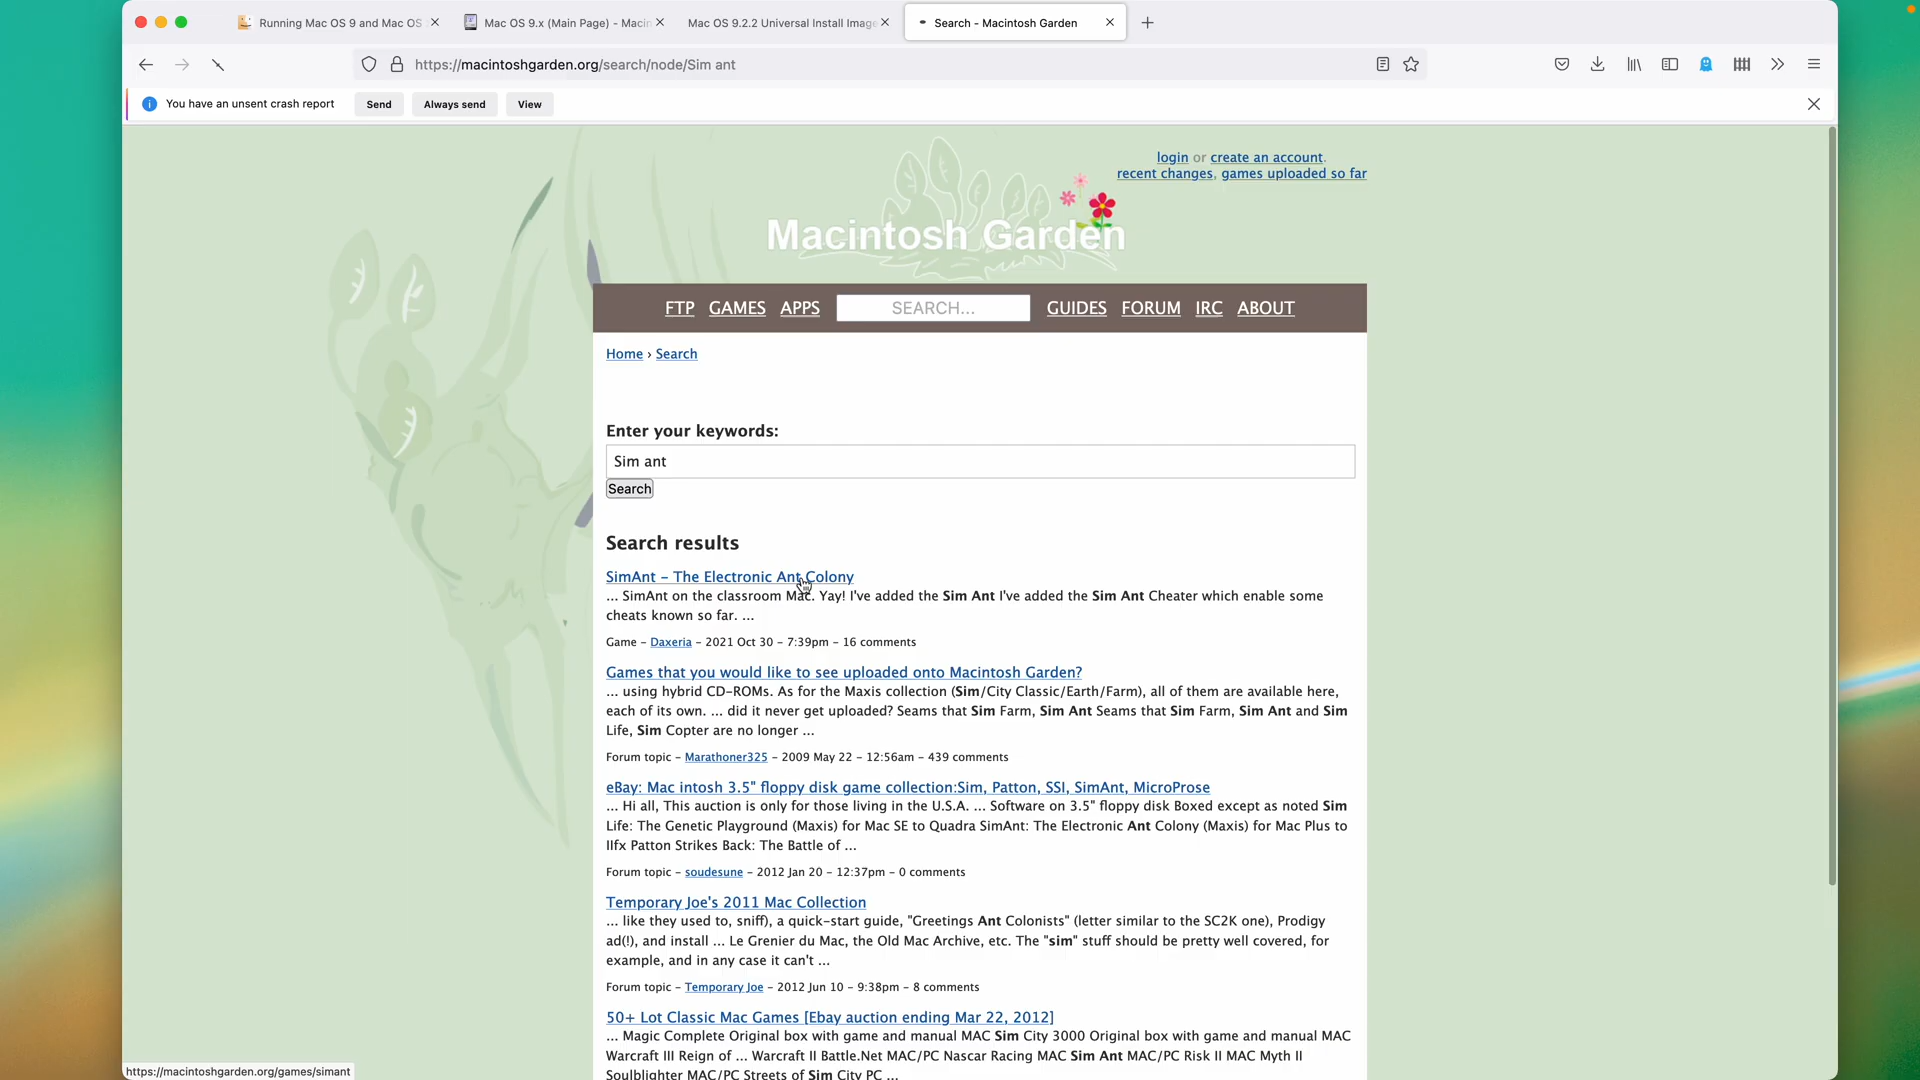 Running Mac OS 9 and Mac OS
Mac OS 9.x (Main Page) - Macin
Mac OS 9.2.2 Universal Install Image
Search - Macintosh Garden
https://macintoshgarden.org/search/node/Sim ant
You have an unsent crash report
Send
Always send
View
login or create an account.
recent changes, games uploaded so far
Macintosh Garden
FTP GAMES APPS SEARCH... GUIDES FORUM IRC ABOUT
Home › Search
Enter your keywords:
Sim ant
Search
Search results
SimAnt – The Electronic Ant Colony
... SimAnt on the classroom Mac. Yay! I've added the Sim Ant I've added the Sim Ant Cheater which enable some
cheats known so far. ...
Game – Daxeria – 2021 Oct 30 – 7:39pm – 16 comments
Games that you would like to see uploaded onto Macintosh Garden?
... using hybrid CD-ROMs. As for the Maxis collection (Sim/City Classic/Earth/Farm), all of them are available here,
each of its own. ... did it never get uploaded? Seams that Sim Farm, Sim Ant Seams that Sim Farm, Sim Ant and Sim
Life, Sim Copter are no longer ...
Forum topic – Marathoner325 – 2009 May 22 – 12:56am – 439 comments
eBay: Mac intosh 3.5" floppy disk game collection:Sim, Patton, SSI, SimAnt, MicroProse
... Hi all, This auction is only for those living in the U.S.A. ... Software on 3.5" floppy disk Boxed except as noted Sim
Life: The Genetic Playground (Maxis) for Mac SE to Quadra SimAnt: The Electronic Ant Colony (Maxis) for Mac Plus to
IIfx Patton Strikes Back: The Battle of ...
Forum topic – soudesune – 2012 Jan 20 – 12:37pm – 0 comments
Temporary Joe's 2011 Mac Collection
... like they used to, sniff), a quick-start guide, "Greetings Ant Colonists" (letter similar to the SC2K one), Prodigy
ad(!), and install ... Le Grenier du Mac, the Old Mac Archive, etc. The "sim" stuff should be pretty well covered, for
example, and in any case it can't ...
Forum topic – Temporary Joe – 2012 Jun 10 – 9:38pm – 8 comments
50+ Lot Classic Mac Games [Ebay auction ending Mar 22, 2012]
... Magic Complete Original box with game and manual MAC Sim City 3000 Original box with game and manual MAC
Warcraft III Reign of ... Warcraft II Battle.Net MAC/PC Nascar Racing MAC Sim Ant MAC/PC Risk II MAC Myth II
Soulblighter MAC/PC Streets of Sim City PC ...
https://macintoshgarden.org/games/simant